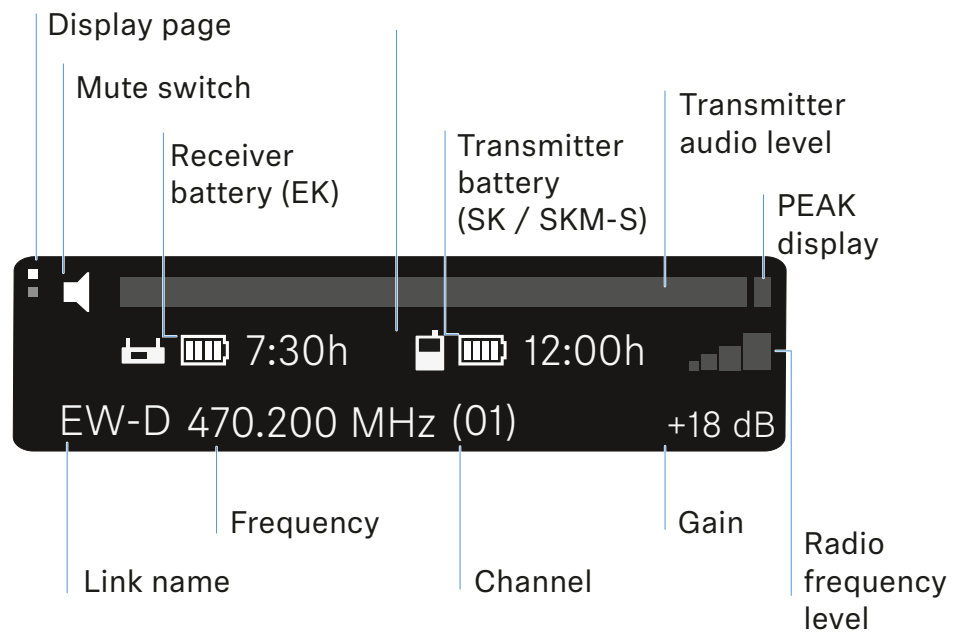 Display page
Mute switch
Receiver
battery (EK)
Transmitter
battery
(SK / SKM-S)
Transmitter
audio level
PEAK
display
7:30h
12:00h
EW-D 470.200 MHz (01)
+18 dB
Frequency
Gain
Link name
Channel
Radio
frequency
level